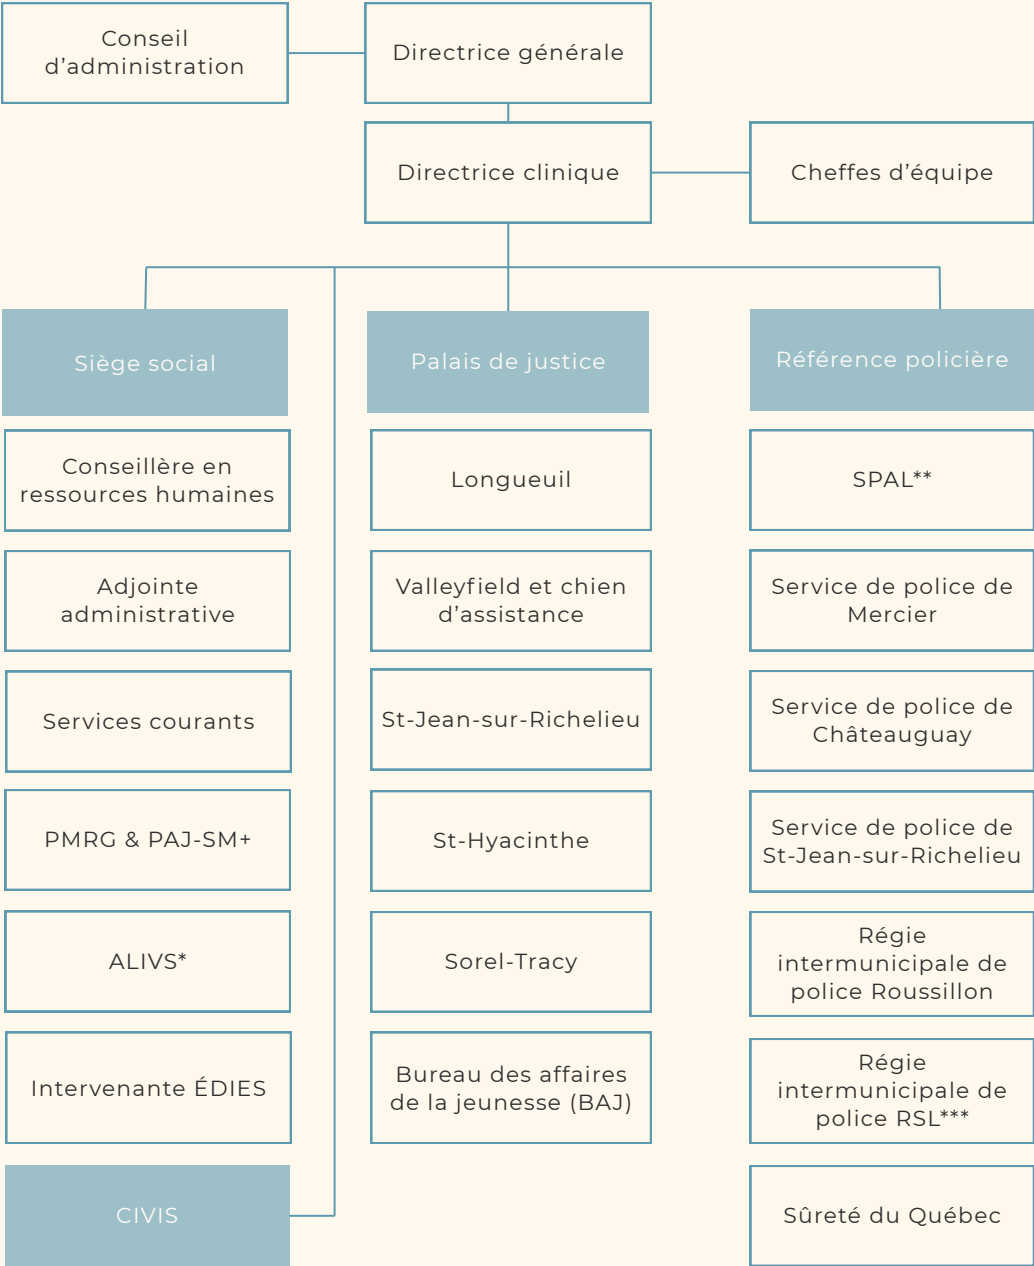 Conseil
d’administration
Directrice générale
Directrice clinique
Cheffes d’équipe
Siège social
Conseillère en
ressources humaines
Adjointe
administrative
Services courants
PMRG & PAJ-SM+
ALIVS*
Intervenante ÉDIES
CIVIS
Palais de justice
Longueuil
Valleyfield et chien
d’assistance
St-Jean-sur-Richelieu
St-Hyacinthe
Sorel-Tracy
Bureau des affaires
de la jeunesse (BAJ)
Référence policière
SPAL**
Service de police de
Mercier
Service de police de
Châteauguay
Service de police de
St-Jean-sur-Richelieu
Régie
intermunicipale de
police Roussillon
Régie
intermunicipale de
police RSL***
Sûreté du Québec